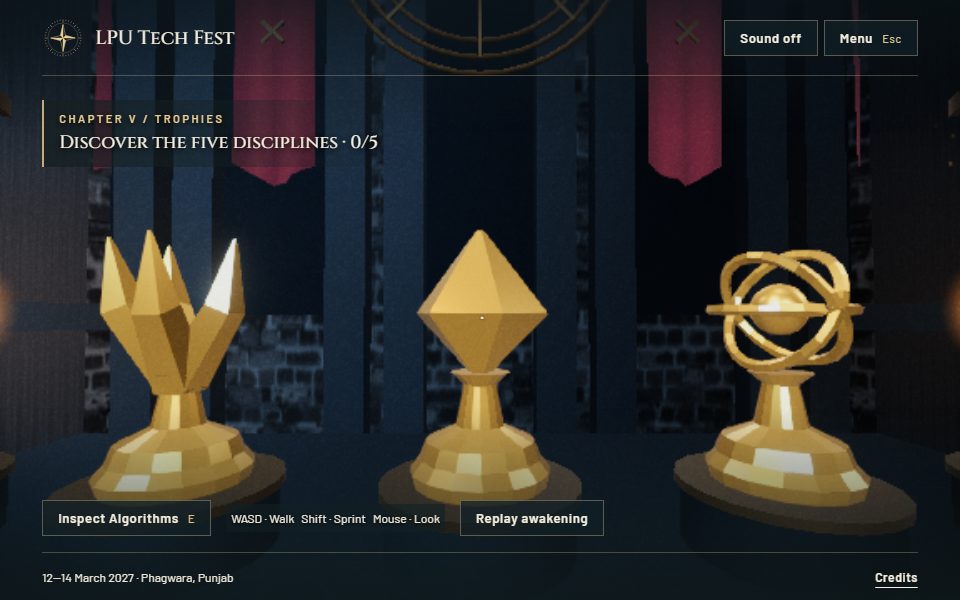 LPU Tech Fest
Sound off
Menu Esc
CHAPTER V / TROPHIES
Discover the five disciplines · 0/5
Inspect Algorithms E
WASD · Walk Shift · Sprint Mouse · Look
Replay awakening
12—14 March 2027 · Phagwara, Punjab
Credits